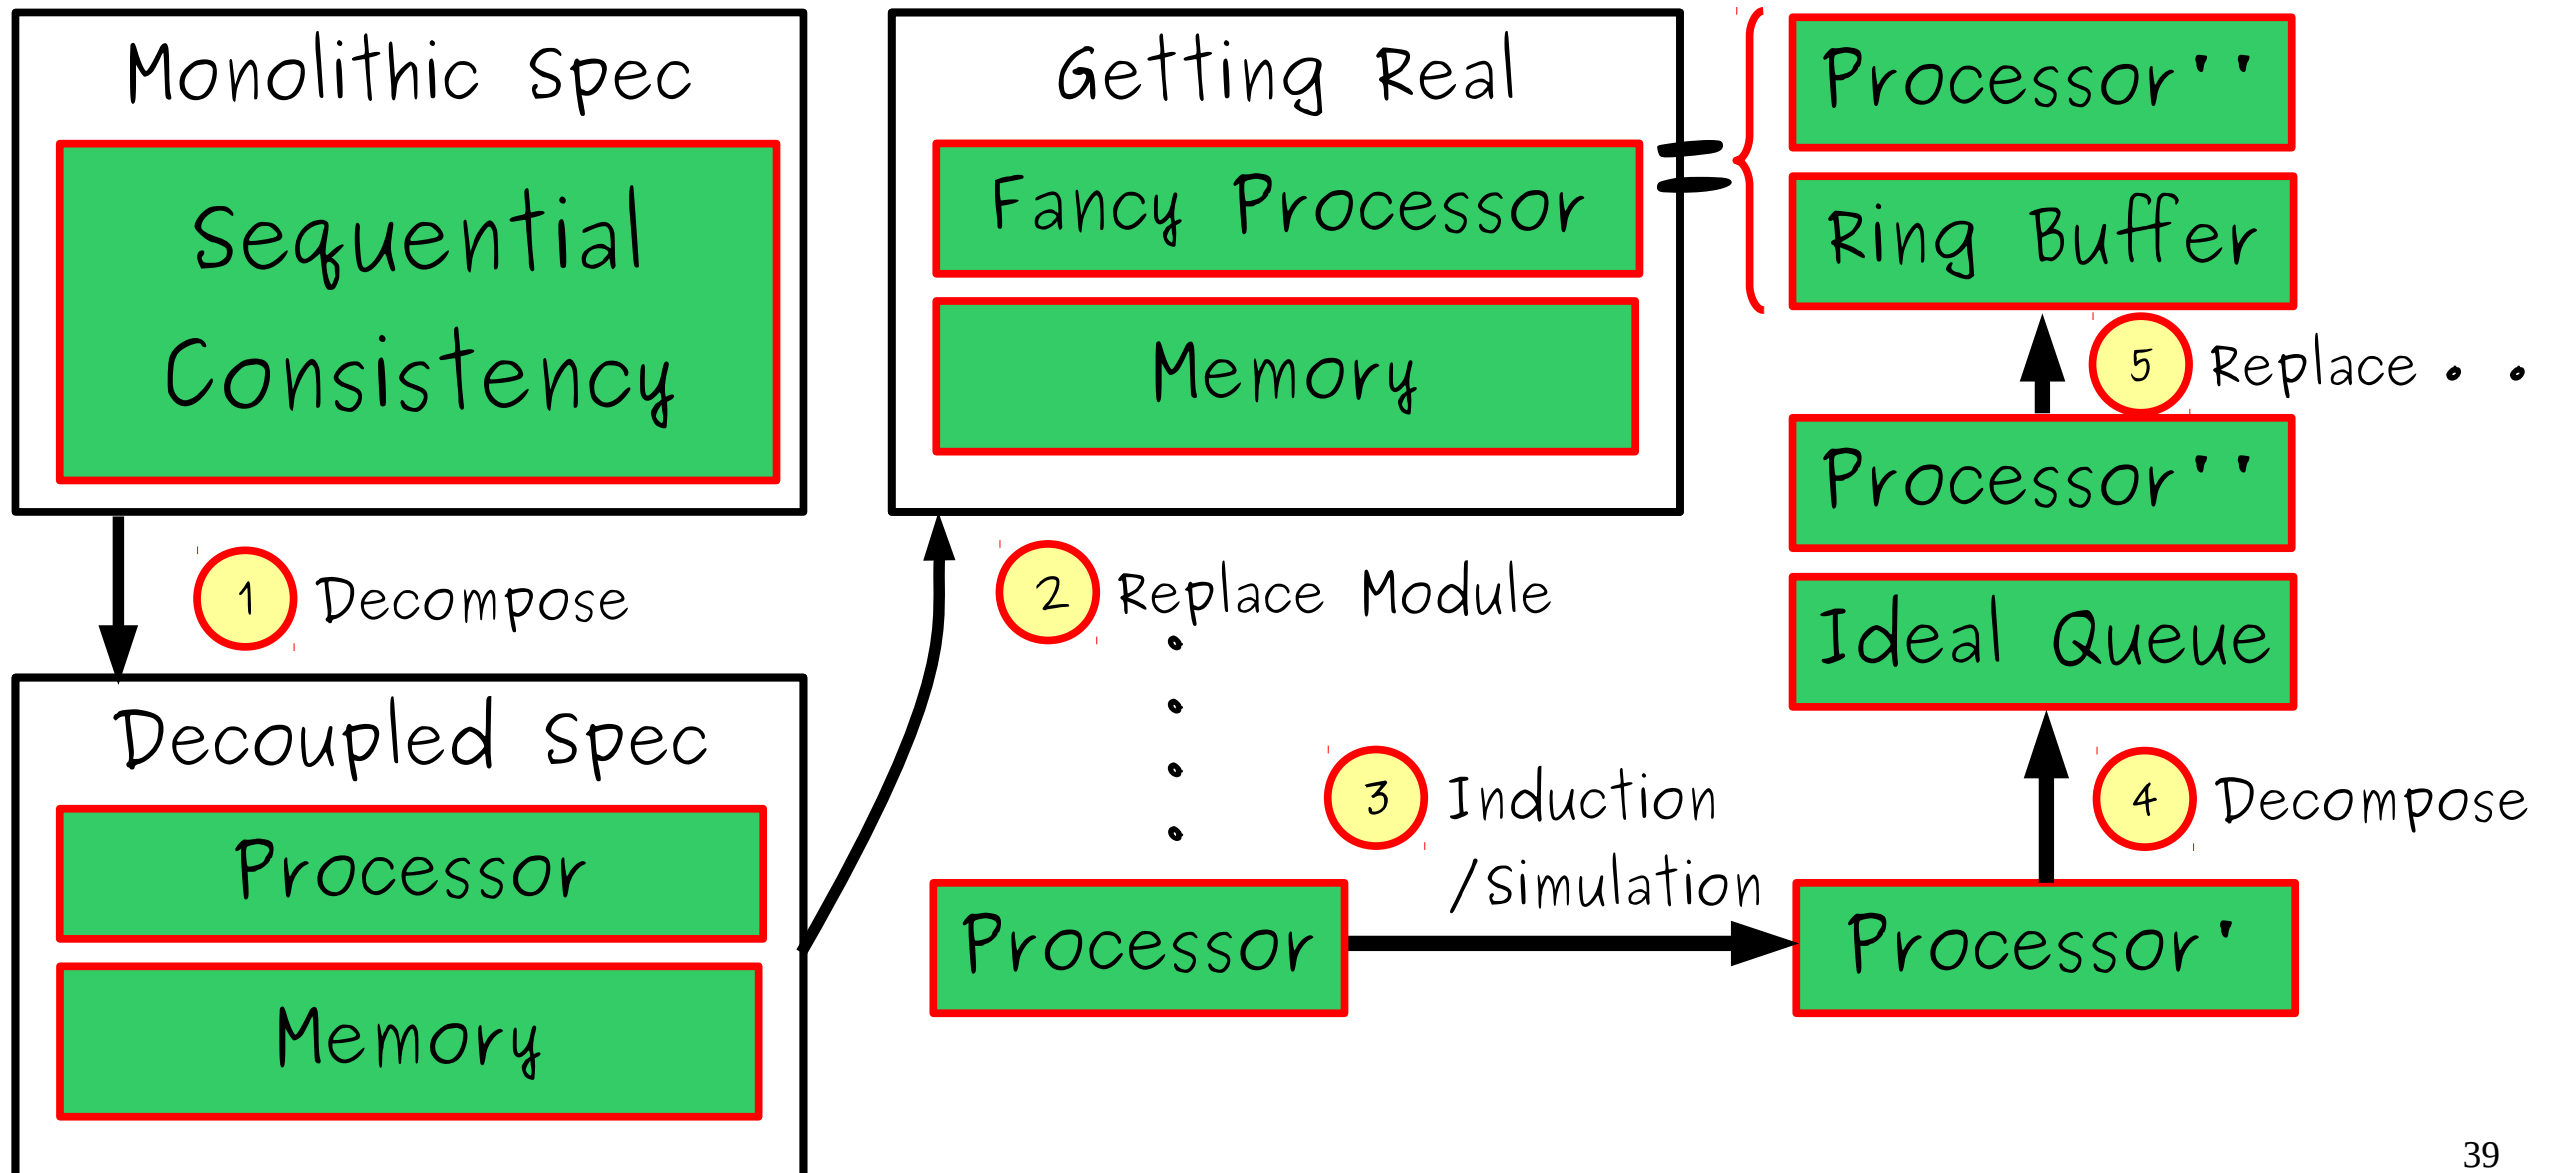 Monolithic Spec
Sequential
Consistency
1 Decompose
Decoupled Spec
Processor
Memory
Getting Real
Fancy Processor
Memory
=
2 Replace Module
3 Induction
/Simulation
Processor
Processor'
4 Decompose
Processor''
Ideal Queue
5 Replace . .
Processor''
Ring Buffer
39